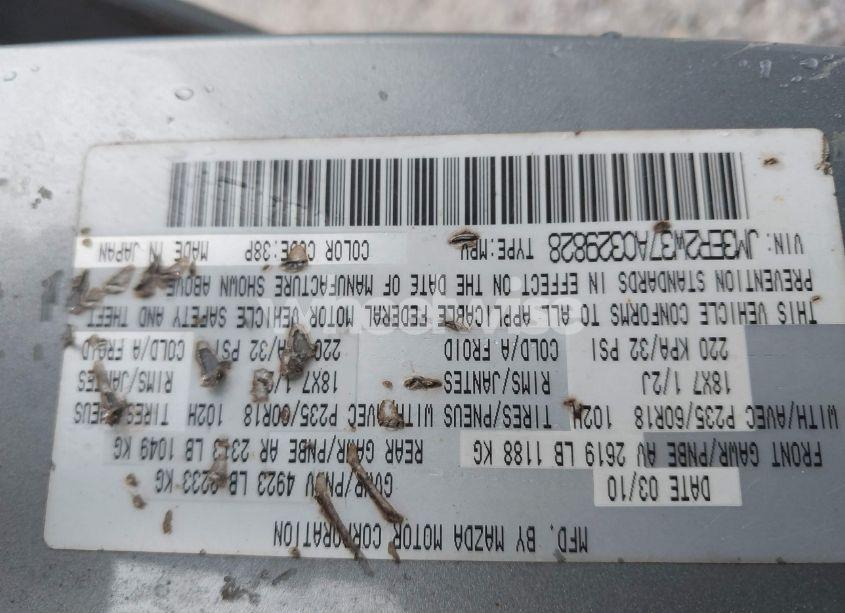 MFD. BY MAZDA MOTOR CORPORATION
DATE 03/10 GVWR/PNBV 4923 LB 2233 KG
FRONT GAWR/PNBE AV 2619 LB 1188 KG REAR GAWR/PNBE AR 2313 LB 1049 KG
WITH/AVEC P235/60R18 102H TIRES/PNEUS WITH/AVEC P235/60R18 102H TIRES/PNEUS
18X7 1/2J RIMS/JANTES 18X7 1/2J RIMS/JANTES
220 KPA/32 PSI COLD/A FROID 220 KPA/32 PSI COLD/A FROID
THIS VEHICLE CONFORMS TO ALL APPLICABLE FEDERAL MOTOR VEHICLE SAFETY AND THEFT
PREVENTION STANDARDS IN EFFECT ON THE DATE OF MANUFACTURE SHOWN ABOVE
VIN: JM3ER2W37A0329828 TYPE:MPV COLOR CODE:38P MADE IN JAPAN